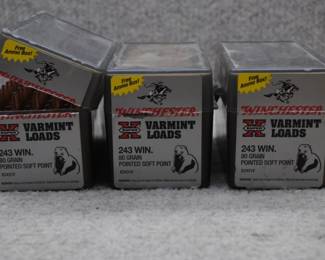 Free
Ammo Box!
WINCHESTER
X VARMINT
LOADS
243 WIN.
80 GRAIN
POINTED SOFT POINT
Free
Ammo Box!
WINCHESTER
SUPER X VARMINT
LOADS
243 WIN.
80 GRAIN
POINTED SOFT POINT
Free
Ammo Box!
WINCHESTER
SUPER X VARMINT
LOADS
243 WIN.
80 GRAIN
POINTED SOFT POINT